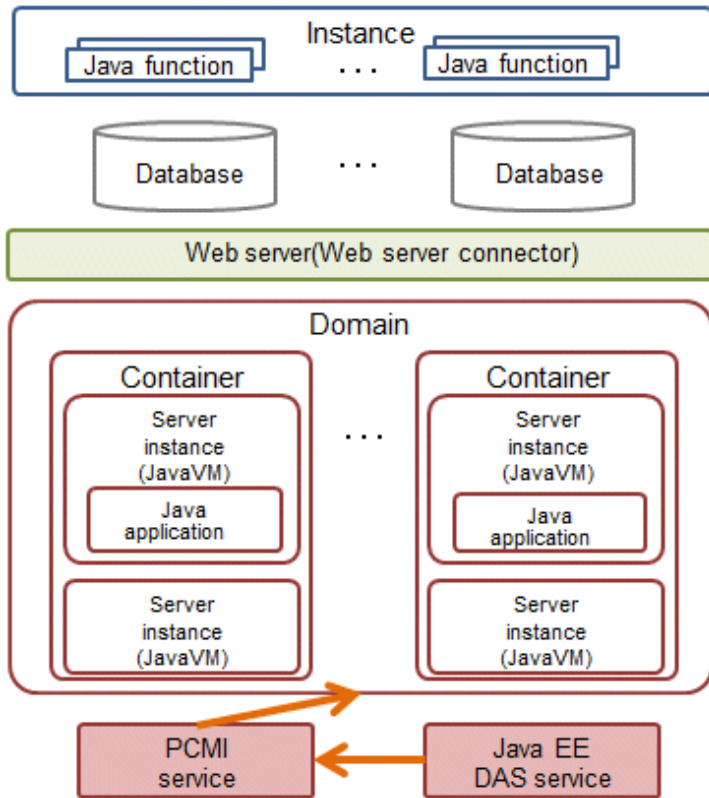 Instance
Java function
...
Java function
Database
...
Database
Web server(Web server connector)
Domain
Container
Server
instance
(JavaVM)
Java
application
Server
instance
(JavaVM)
...
Container
Server
instance
(JavaVM)
Java
application
Server
instance
(JavaVM)
PCMI
service
Java EE
DAS service